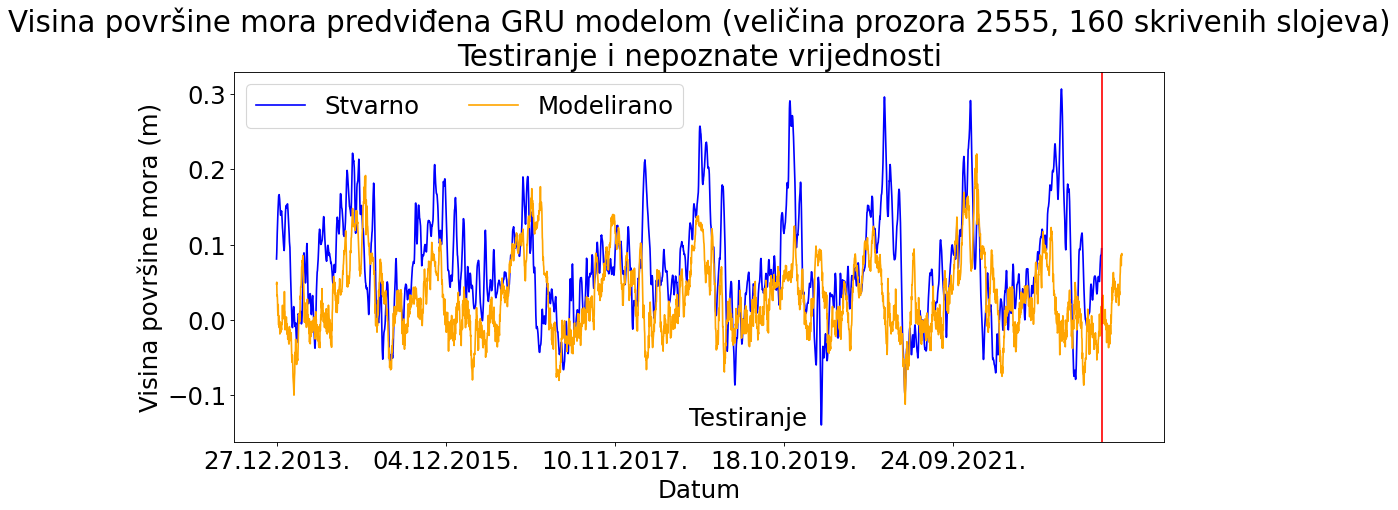 Visina površine mora predviđena GRU modelom (veličina prozora 2555, 160 skrivenih slojeva)
Testiranje i nepoznate vrijednosti
Stvarno Modelirano
Visina površine mora (m)
0.3
0.2
0.1
0.0
−0.1
Testiranje
27.12.2013. 04.12.2015. 10.11.2017. 18.10.2019. 24.09.2021.
Datum